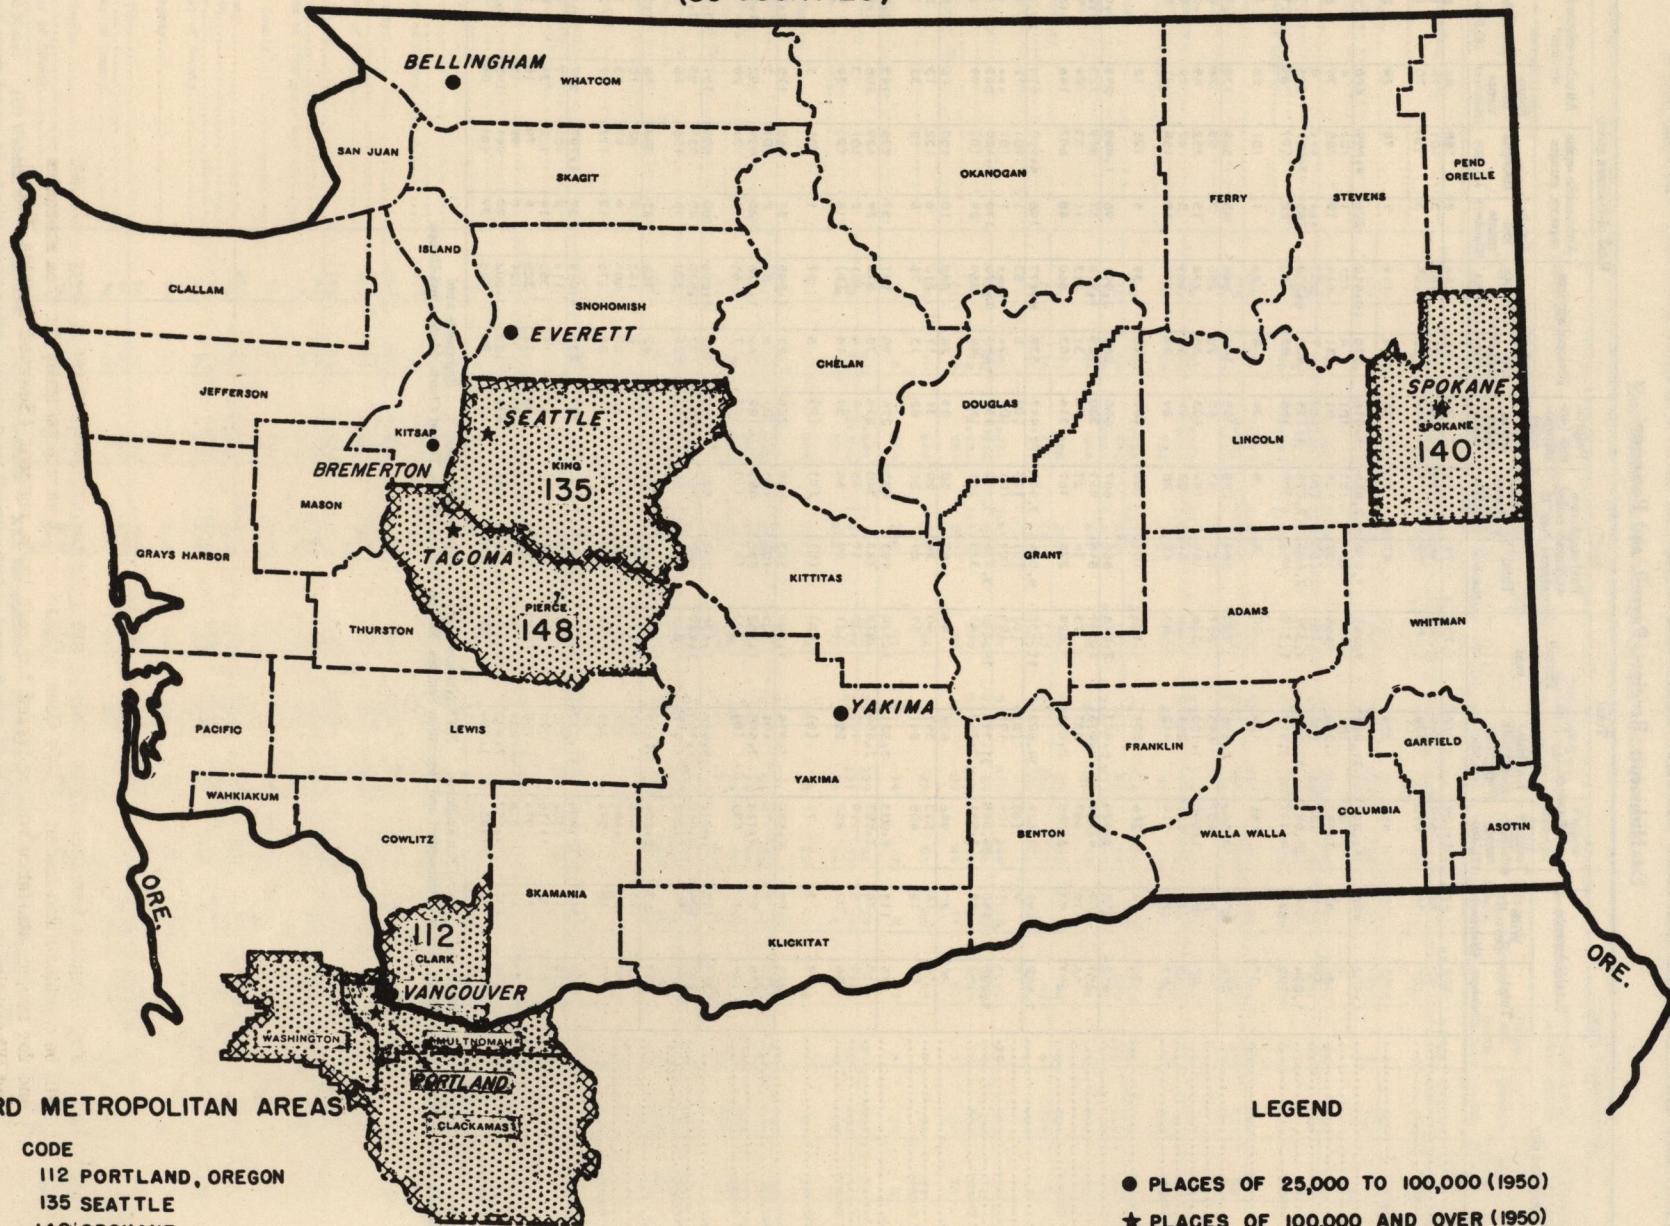 BELLINGHAM
WHATCOM
SAN JUAN
SKAGIT
OKANOGAN
FERRY
STEVENS
PEND
OREILLE
ISLAND
CLALLAM
SNOHOMISH
EVERETT
CHELAN
JEFFERSON
DOUGLAS
SPOKANE
SPOKANE
140
SEATTLE
KITSAP
LINCOLN
BREMERTON
KING
135
MASON
GRAYS HARBOR
TACOMA
GRANT
KITTITAS
PIERCE
148
THURSTON
ADAMS
WHITMAN
YAKIMA
PACIFIC
LEWIS
FRANKLIN
GARFIELD
YAKIMA
WAHKIAKUM
COWLITZ
BENTON
WALLA WALLA
COLUMBIA
ASOTIN
ORE.
SKAMANIA
112
CLARK
KLICKITAT
ORE.
VANCOUVER
WASHINGTON
MULTNOMAH
PORTLAND
CLACKAMAS
RD METROPOLITAN AREAS
CODE
112 PORTLAND, OREGON
135 SEATTLE
LEGEND
PLACES OF 25,000 TO 100,000 (1950)
PLACES OF 100,000 AND OVER (1950)